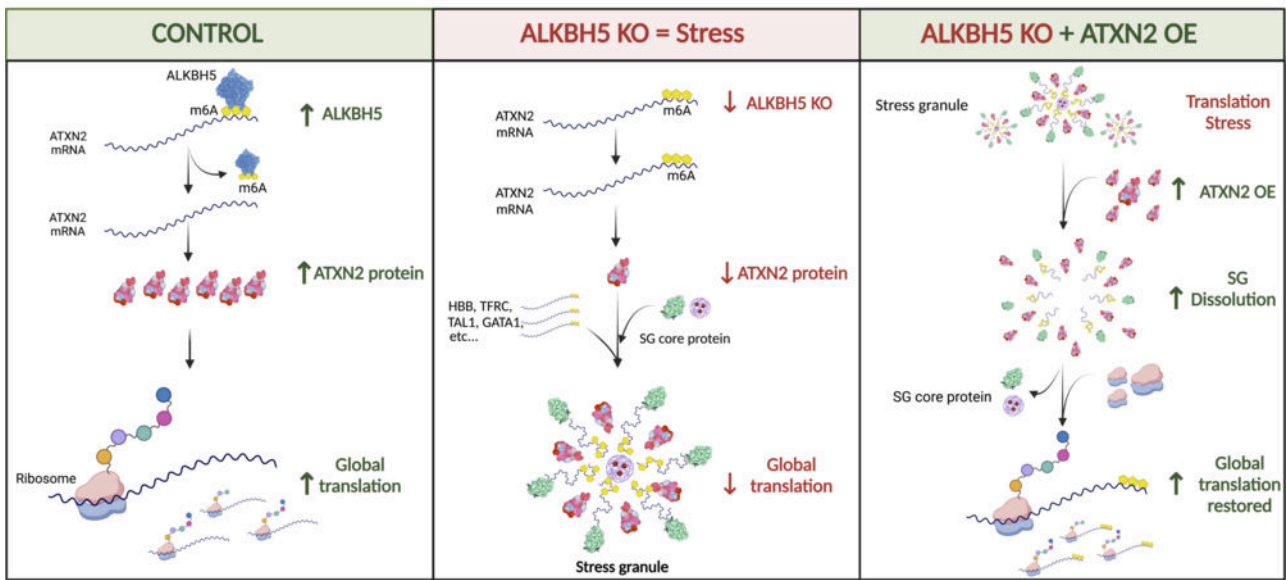 CONTROL
ALKBH5
m6A
↑ ALKBH5
ATXN2
mRNA
m6A
ATXN2
mRNA
↑ ATXN2 protein
Ribosome
↑ Global
translation
ALKBH5 KO = Stress
ATXN2
mRNA
m6A
↓ ALKBH5 KO
ATXN2
mRNA
m6A
↓ ATXN2 protein
HBB, TFRC,
TAL1, GATA1,
etc...
SG core protein
↓ Global
translation
Stress granule
ALKBH5 KO + ATXN2 OE
Stress granule
Translation
Stress
↑ ATXN2 OE
↑ SG
Dissolution
SG core protein
↑ Global
translation
restored